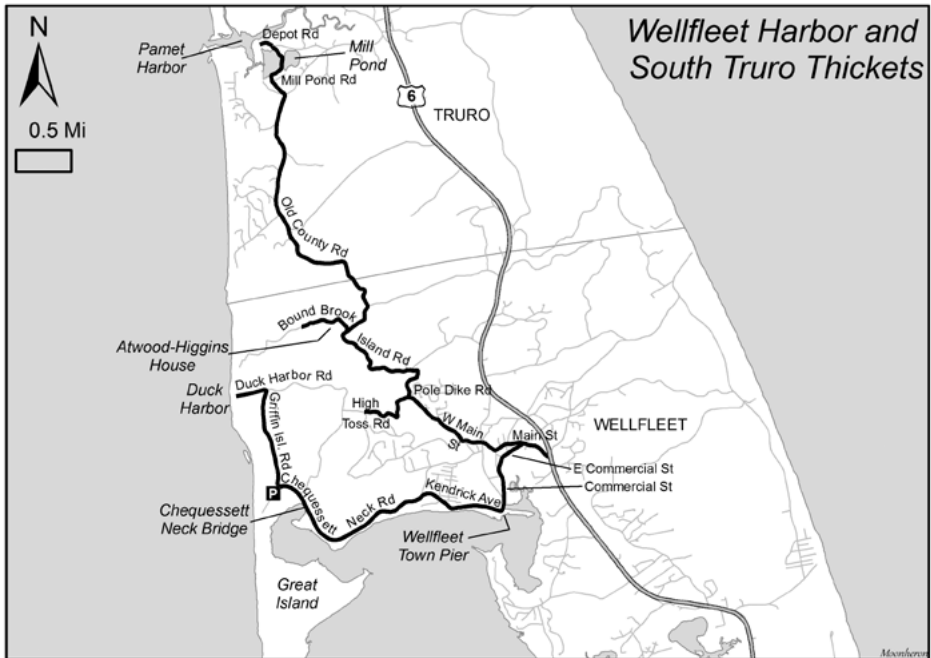 Wellfleet Harbor and
South Truro Thickets
N
0.5 Mi
Pamet
Harbor
Depot Rd
Mill
Pond
Mill Pond Rd
6
TRURO
Old County Rd
Bound Brook
Island Rd
Atwood-Higgins
House
Duck
Harbor
Duck Harbor Rd
Griffin Isl. Rd
High
Toss Rd
Pole Dike Rd
W Main
St
Main St
WELLFLEET
E Commercial St
Commercial St
P
Chequessett
Neck Rd
Kendrick Ave
Chequessett
Neck Bridge
Wellfleet
Town Pier
Great
Island
Moonheron